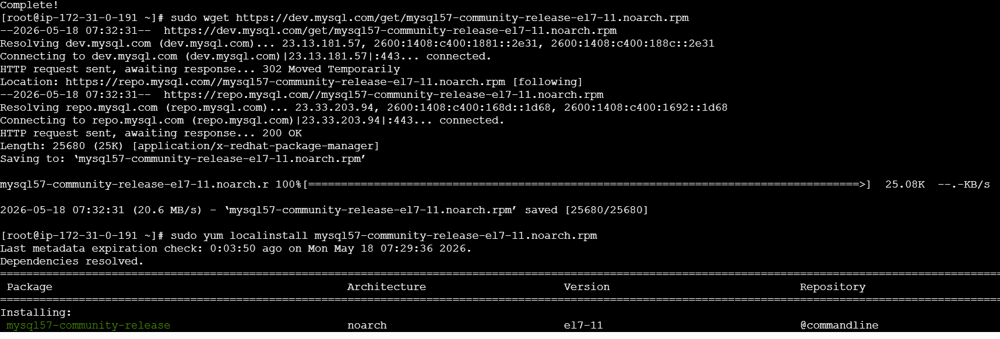 Complete!
[root@ip-172-31-0-191 ~]# sudo wget https://dev.mysql.com/get/mysql57-community-release-el7-11.noarch.rpm
--2026-05-18 07:32:31--  https://dev.mysql.com/get/mysql57-community-release-el7-11.noarch.rpm
Resolving dev.mysql.com (dev.mysql.com)... 23.13.181.57, 2600:1408:c400:1881::2e31, 2600:1408:c400:188c::2e31
Connecting to dev.mysql.com (dev.mysql.com)|23.13.181.57|:443... connected.
HTTP request sent, awaiting response... 302 Moved Temporarily
Location: https://repo.mysql.com//mysql57-community-release-el7-11.noarch.rpm [following]
--2026-05-18 07:32:31--  https://repo.mysql.com//mysql57-community-release-el7-11.noarch.rpm
Resolving repo.mysql.com (repo.mysql.com)... 23.33.203.94, 2600:1408:c400:168d::1d68, 2600:1408:c400:1692::1d68
Connecting to repo.mysql.com (repo.mysql.com)|23.33.203.94|:443... connected.
HTTP request sent, awaiting response... 200 OK
Length: 25680 (25K) [application/x-redhat-package-manager]
Saving to: ‘mysql57-community-release-el7-11.noarch.rpm’
mysql57-community-release-el7-11.noarch.r 100%[====================================================================================>]  25.08K  --.-KB/s
2026-05-18 07:32:31 (20.6 MB/s) - ‘mysql57-community-release-el7-11.noarch.rpm’ saved [25680/25680]
[root@ip-172-31-0-191 ~]# sudo yum localinstall mysql57-community-release-el7-11.noarch.rpm
Last metadata expiration check: 0:03:50 ago on Mon May 18 07:29:36 2026.
Dependencies resolved.
Package Architecture Version Repository
Installing:
mysql57-community-release noarch el7-11 @commandline